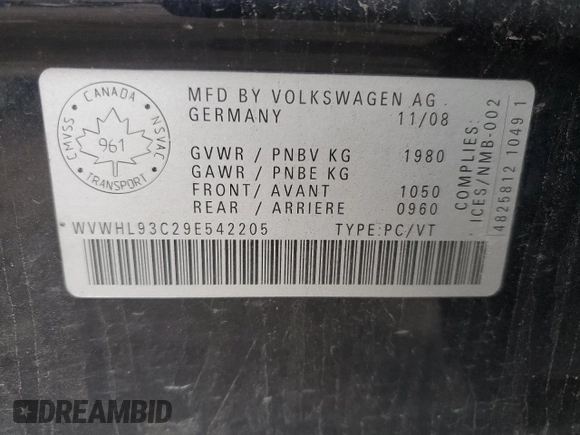 CANADA
CMVSS NSVAC
961
TRANSPORT
MFD BY VOLKSWAGEN AG
GERMANY 11/08
GVWR / PNBV KG 1980
GAWR / PNBE KG
FRONT/ AVANT 1050
REAR / ARRIERE 0960
WVWHL93C29E542205 TYPE:PC/VT
COMPLIES:
ICES/NMB-002
4825812 1049 1
DREAMBID